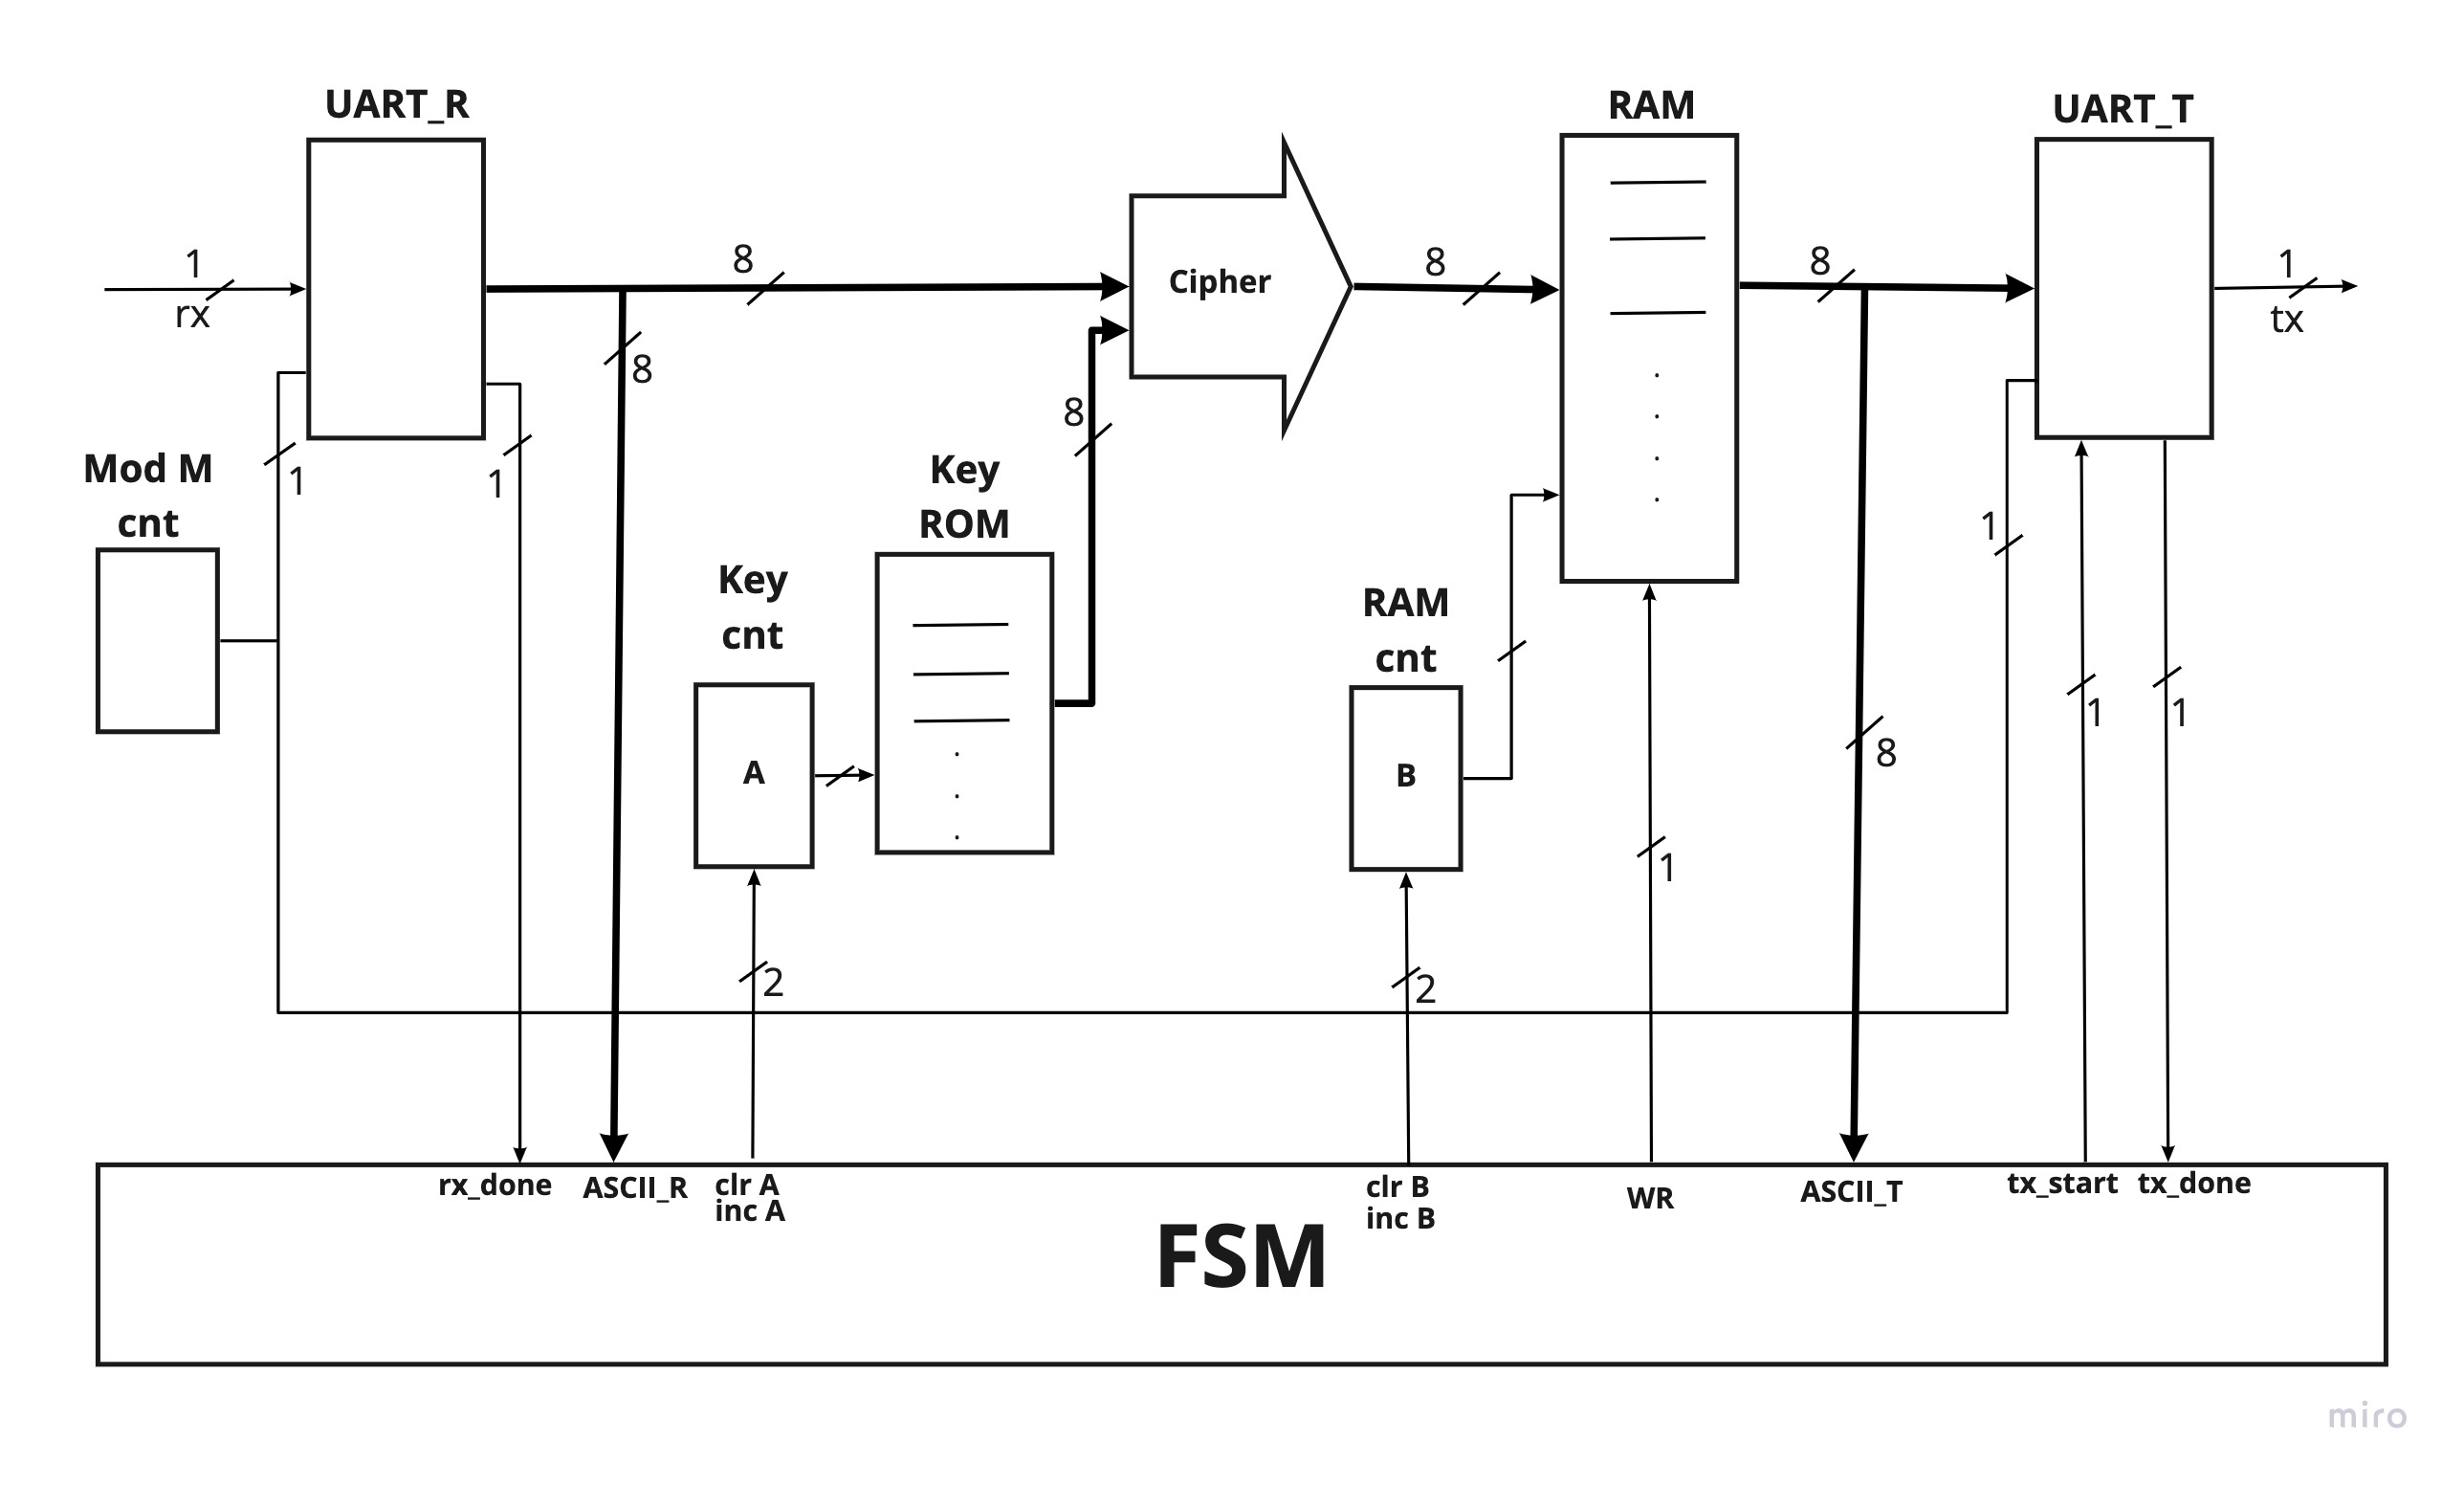 UART_R
RAM
UART_T
8
8
8
1
rx
Cipher
1
tx
8
8
1
1
Mod M
cnt
Key
ROM
1
Key
cnt
RAM
cnt
1
1
8
A
B
1
2
2
rx_done
ASCII_R
clr A
inc A
clr B
inc B
WR
ASCII_T
tx_start
tx_done
FSM
miro